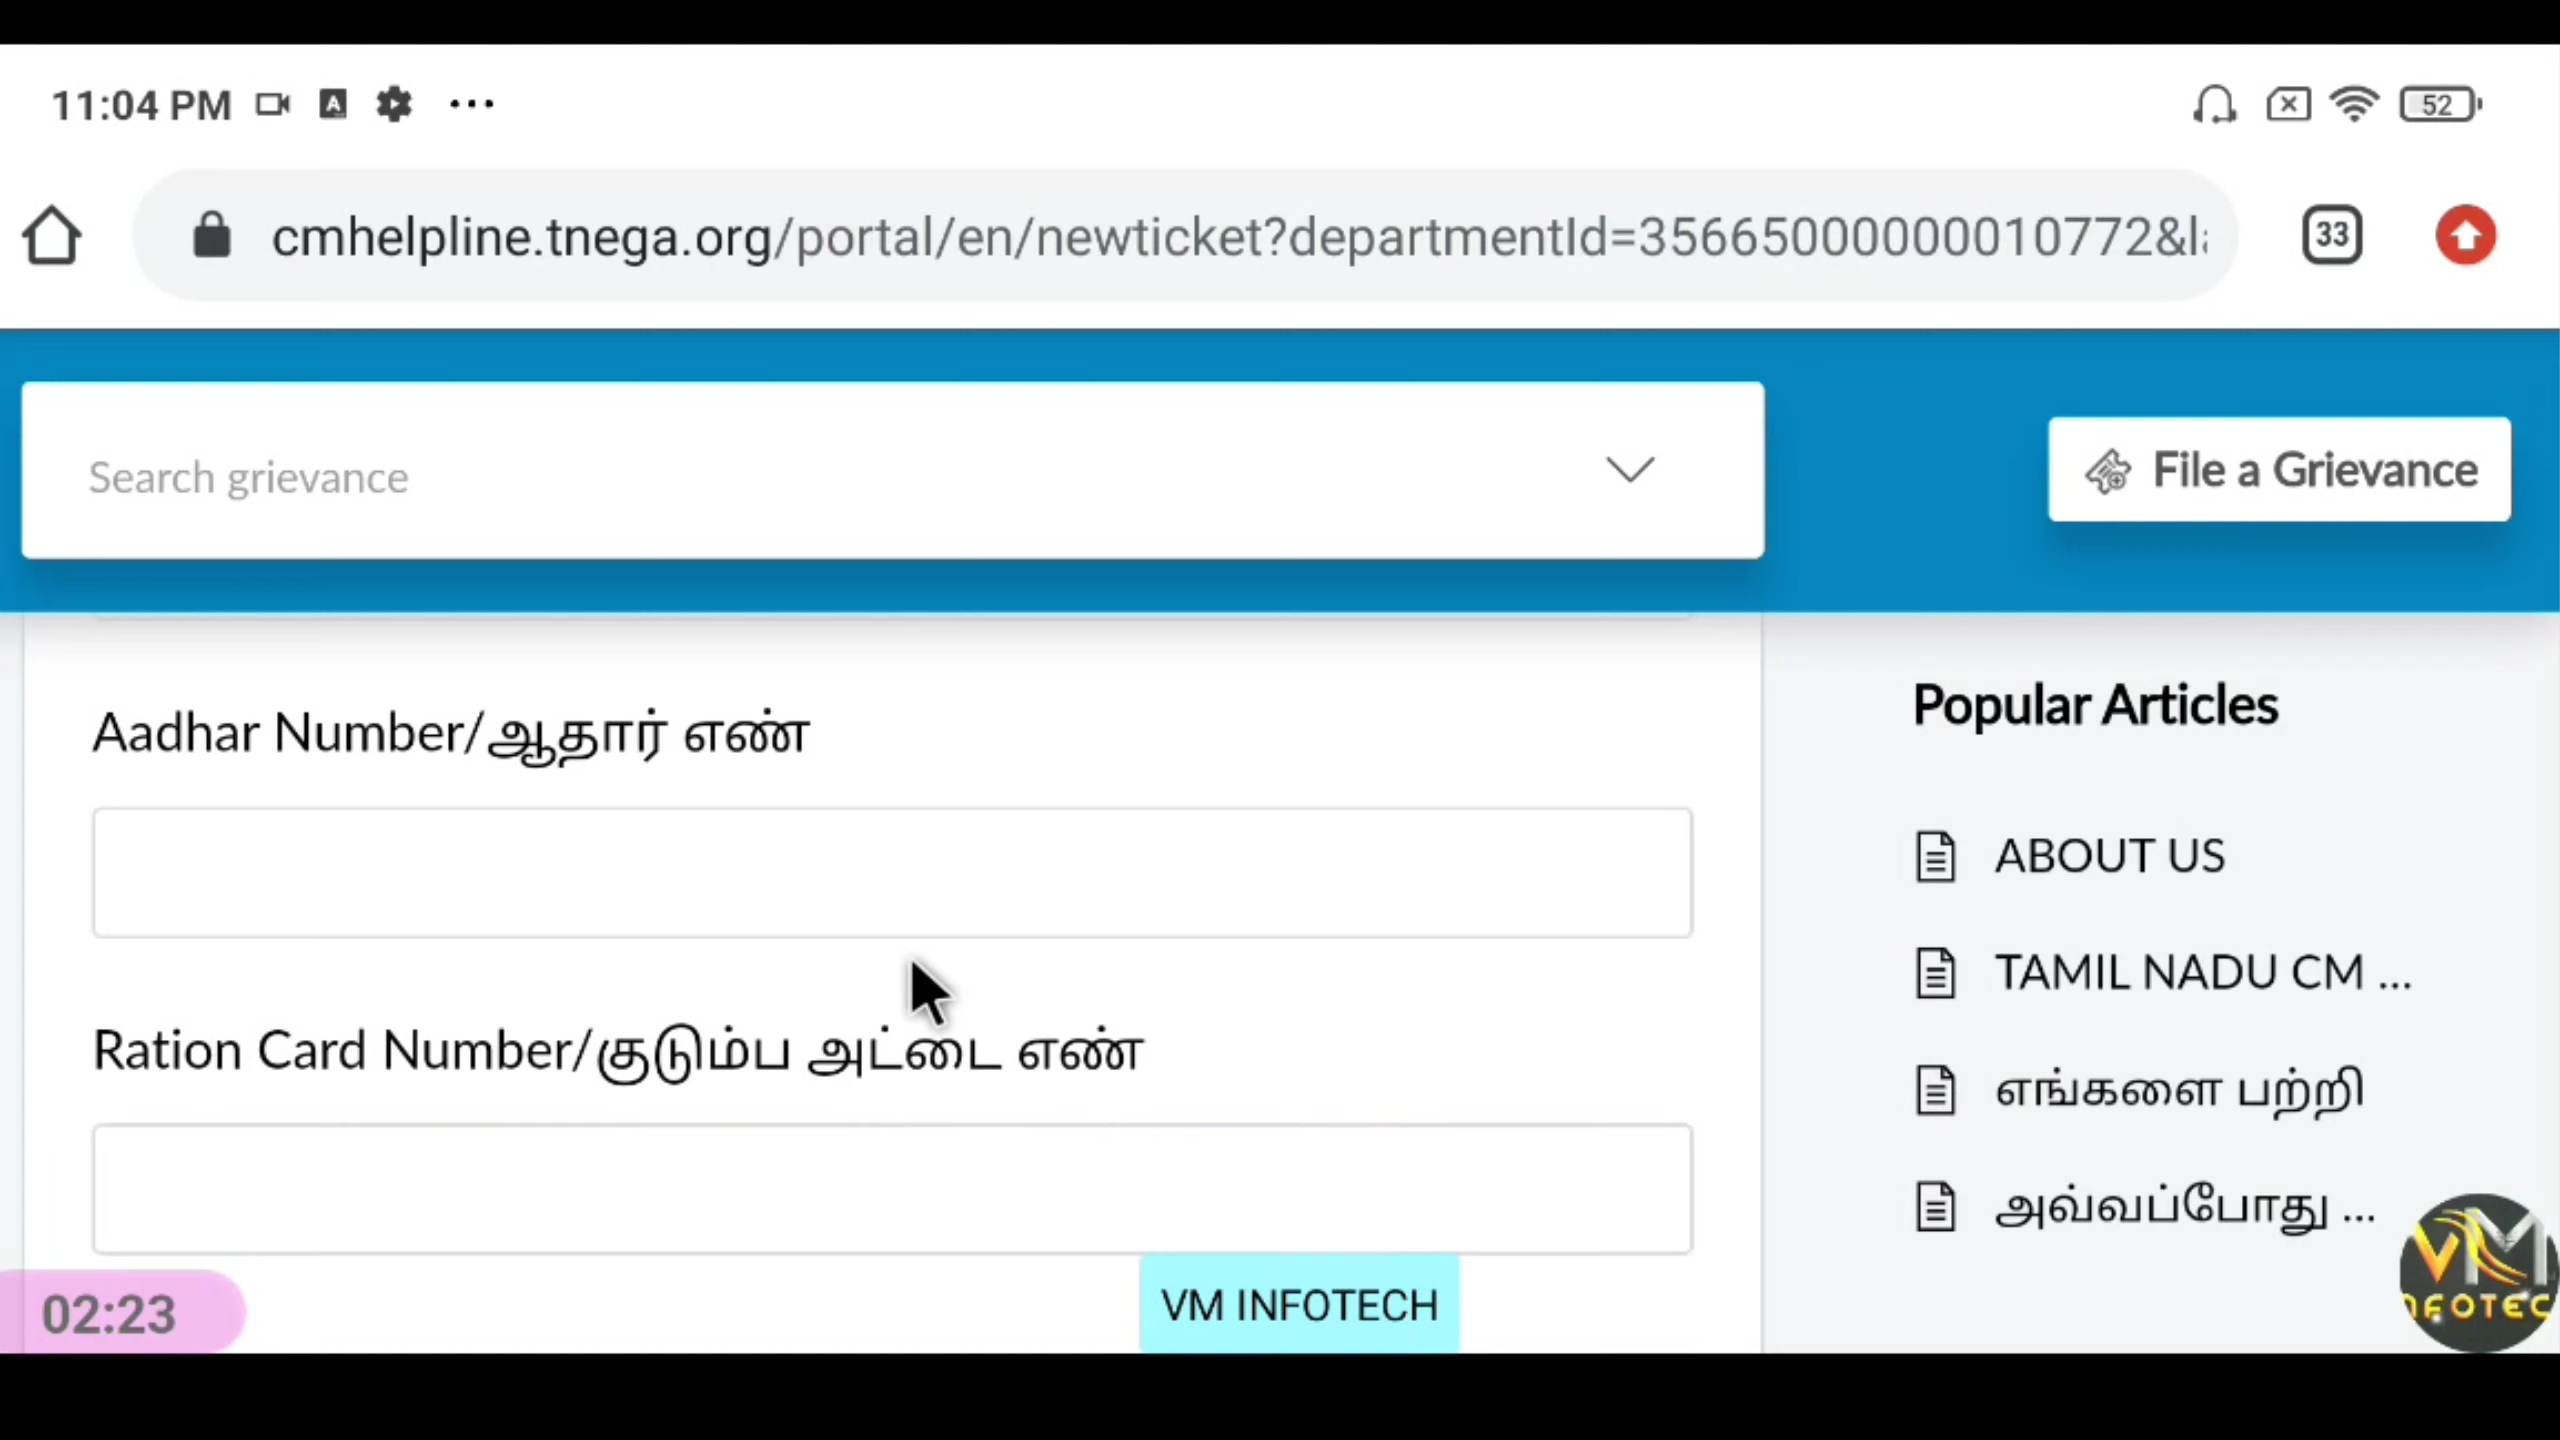 11:04 PM
52
cmhelpline.tnega.org/portal/en/newticket?departmentId=35665000000010772&l
33
Search grievance
File a Grievance
Aadhar Number/ஆதார் எண்
Ration Card Number/குடும்ப அட்டை எண்
Popular Articles
ABOUT US
TAMIL NADU CM ...
எங்களை பற்றி
அவ்வப்போது ...
VM
NFOTEC
02:23
VM INFOTECH